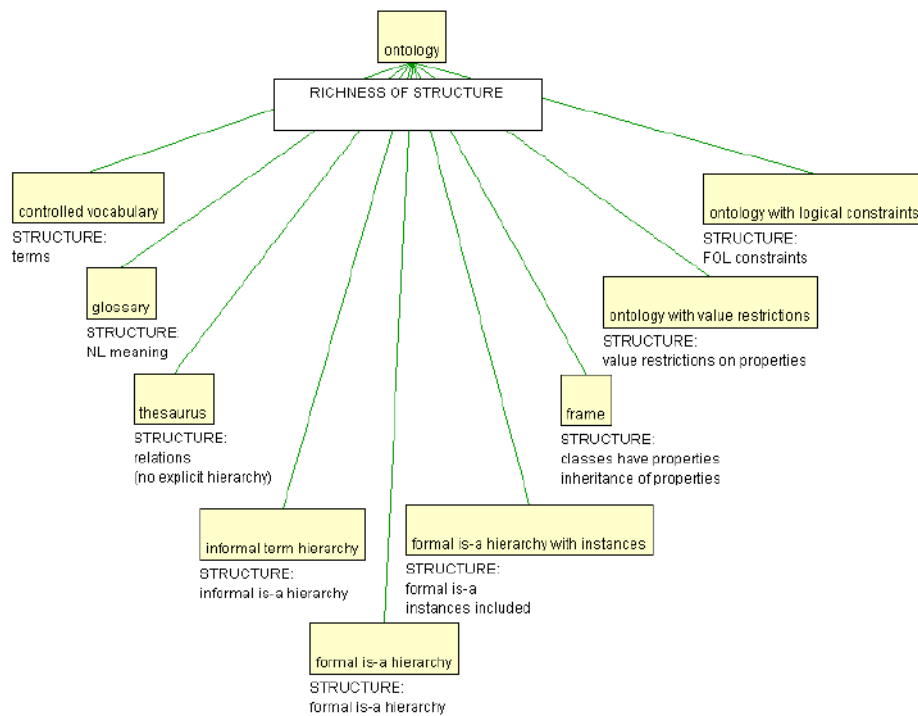 ontology
RICHNESS OF STRUCTURE
controlled vocabulary
STRUCTURE:
terms
ontology with logical constraints
STRUCTURE:
FOL constraints
glossary
STRUCTURE:
NL meaning
ontology with value restrictions
STRUCTURE:
value restrictions on properties
thesaurus
STRUCTURE:
relations
(no explicit hierarchy)
frame
STRUCTURE:
classes have properties
inheritance of properties
informal term hierarchy
STRUCTURE:
informal is-a hierarchy
formal is-a hierarchy with instances
STRUCTURE:
formal is-a
instances included
formal is-a hierarchy
STRUCTURE:
formal is-a hierarchy